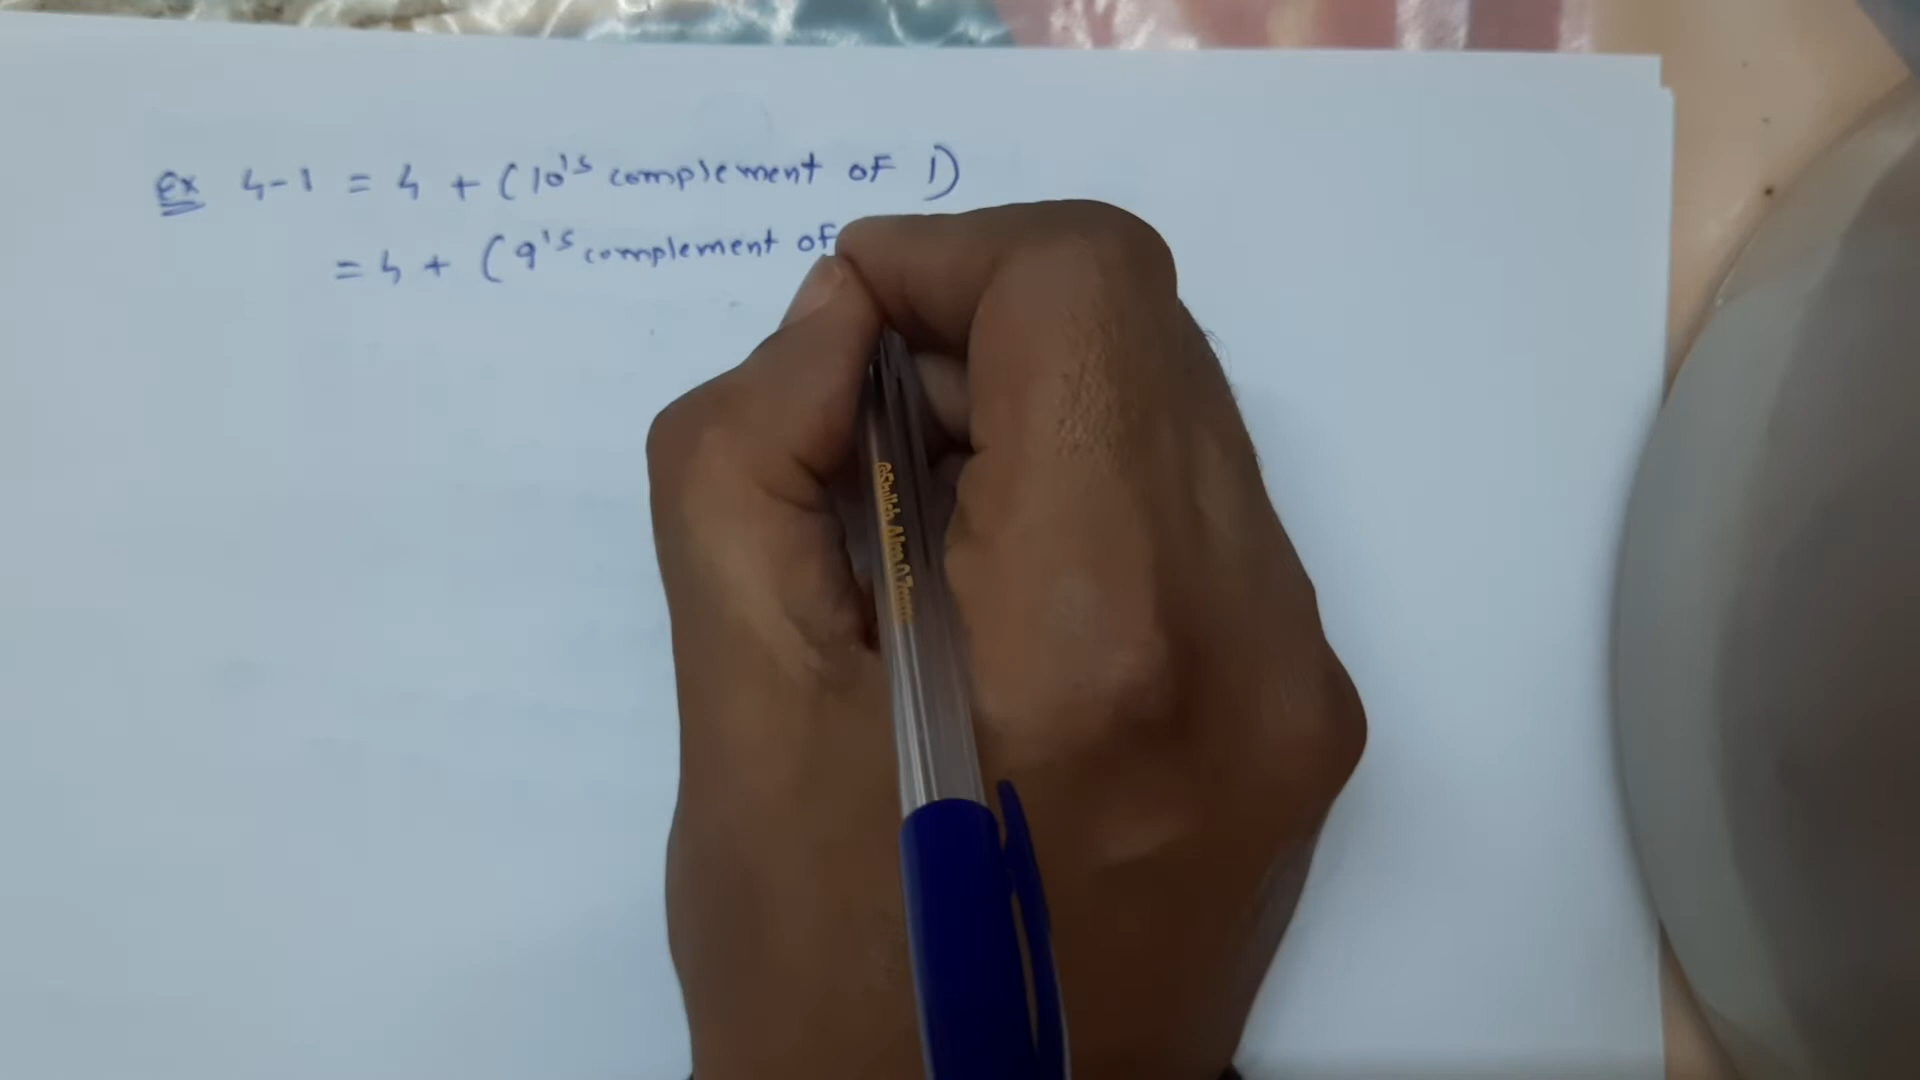 Ex 4-1 = 4 + (10's complement of 1)
= 4 + (9's complement of